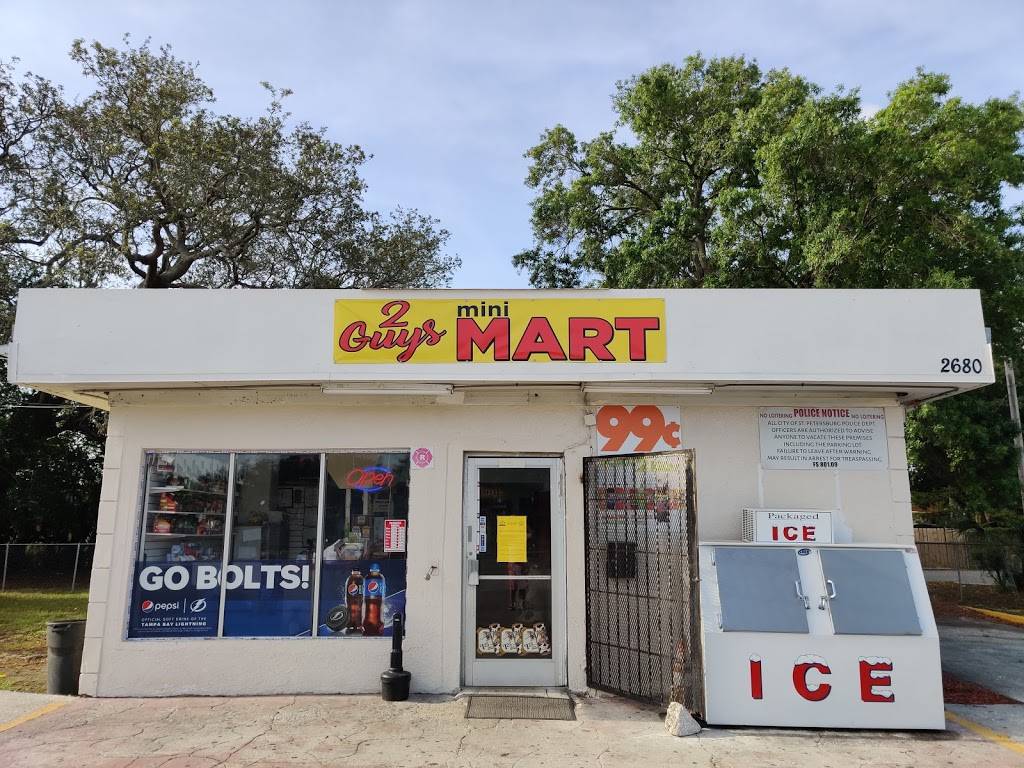 2 Guys mini MART
2680
99¢
NO LOITERING POLICE NOTICE NO LOITERING
ALL CITY OF ST. PETERSBURG POLICE DEPT.
OFFICERS ARE AUTHORIZED TO ADVISE
ANYONE TO VACATE THESE PREMISES
INCLUDING THE PARKING LOT
FAILURE TO LEAVE AFTER WARNING
MAY RESULT IN ARREST FOR TREASPASSING
FS 801.09
Open
R
GO BOLTS!
pepsi
OFFICIAL SOFT DRINK OF THE
TAMPA BAY LIGHTNING
Packaged
ICE
ICE